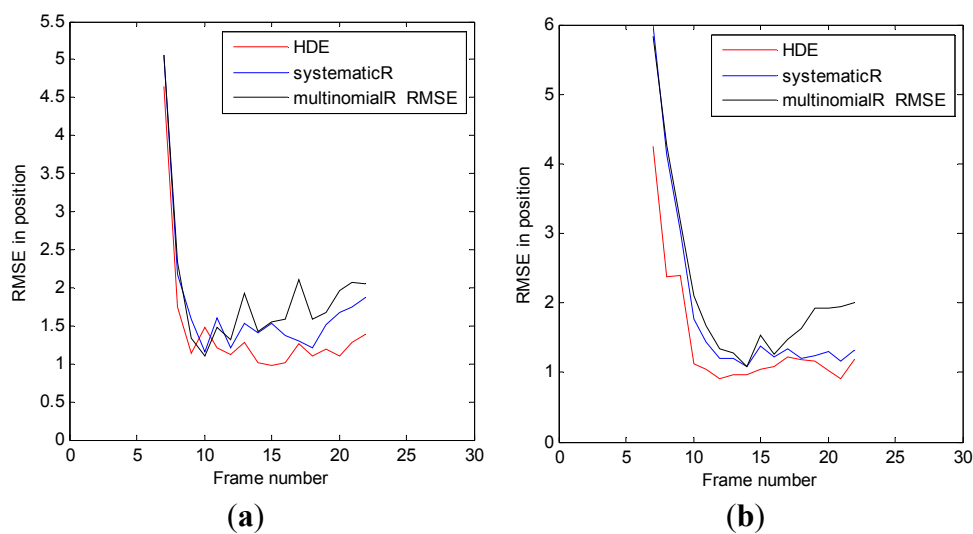 5.5
5
4.5
4
3.5
3
2.5
2
1.5
1
0.5
0
RMSE in position
HDE
systematicR
multinomialR RMSE
0 5 10 15 20 25 30
Frame number
(a)
6
5
4
3
2
1
0
RMSE in position
HDE
systematicR
multinomialR RMSE
0 5 10 15 20 25 30
Frame number
(b)